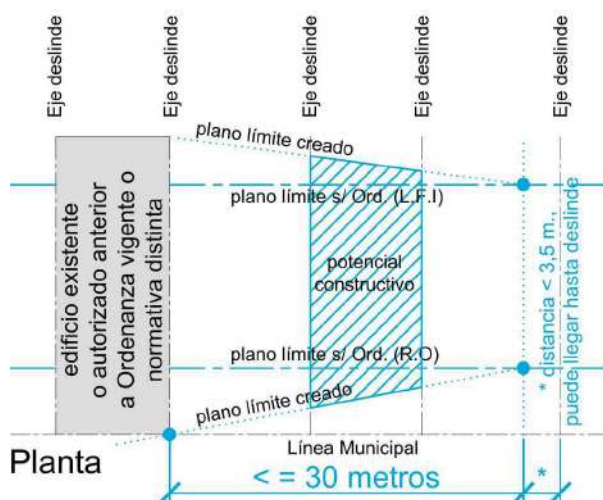 Eje deslinde
Eje deslinde
Eje deslinde
Eje deslinde
Eje deslinde
plano límite creado
plano límite s/ Ord. (L.F.I)
edificio existente
o autorizado anterior
a Ordenanza vigente o
normativa distinta
potencial
constructivo
* distancia < 3,5 m.,
puede llegar hasta deslinde
plano límite s/ Ord. (R.O)
plano límite creado
Línea Municipal
Planta
< = 30 metros
*